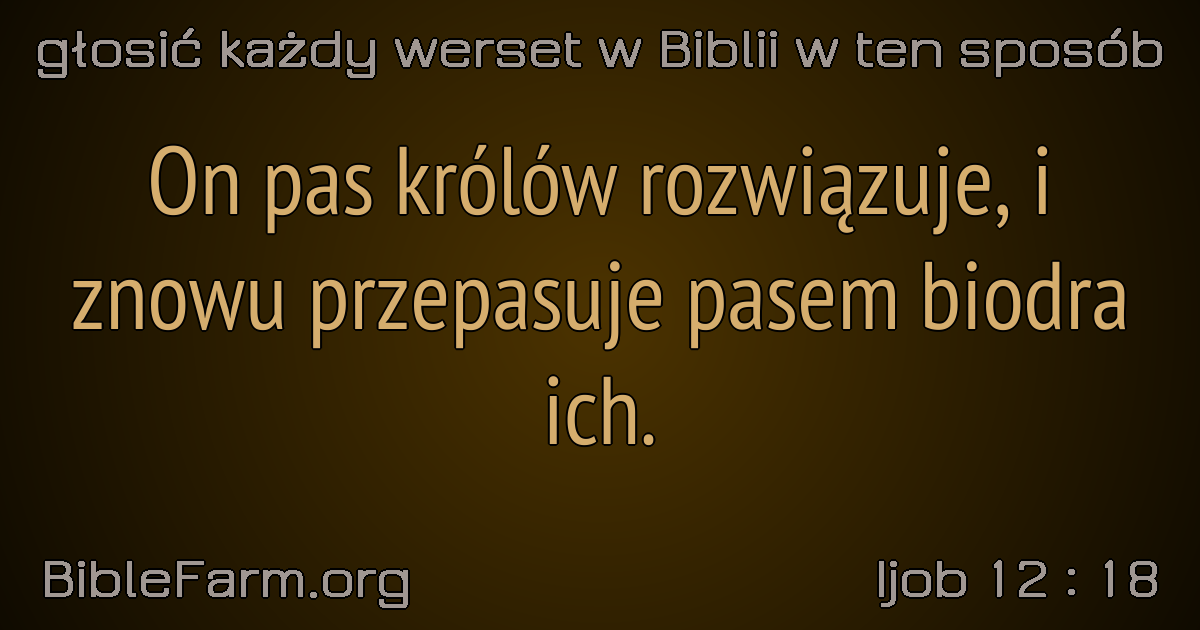 głosić każdy werset w Biblii w ten sposób
On pas królów rozwiązuje, i
znowu przepasuje pasem biodra
ich.
BibleFarm.org
Ijob 12 : 18